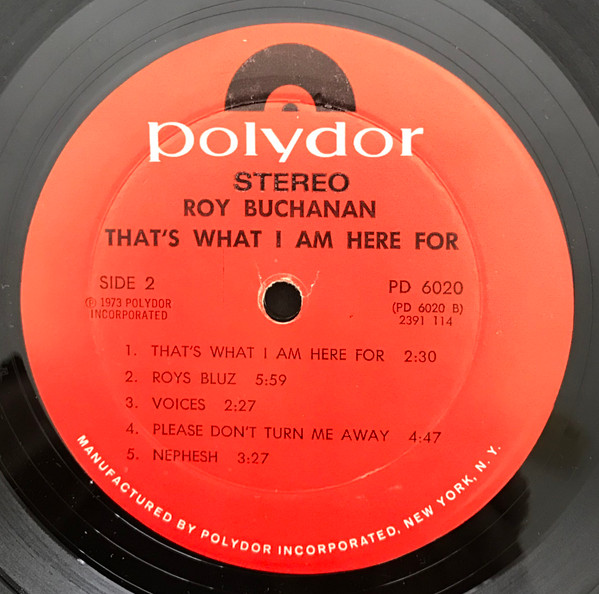 polydor
STEREO
ROY BUCHANAN
THAT'S WHAT I AM HERE FOR
SIDE 2
PD 6020
℗ 1973 POLYDOR
INCORPORATED
(PD 6020 B)
2391 114
1. THAT'S WHAT I AM HERE FOR 2:30
2. ROYS BLUZ 5:59
3. VOICES 2:27
4. PLEASE DON'T TURN ME AWAY 4:47
5. NEPHESH 3:27
MANUFACTURED BY POLYDOR INCORPORATED, NEW YORK, N. Y.